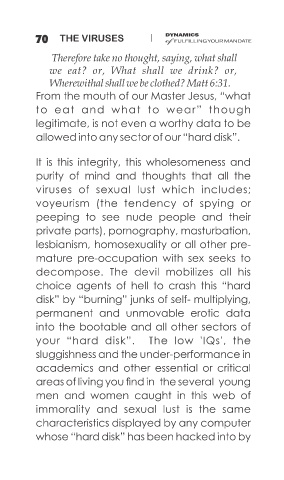 70 THE VIRUSES | DYNAMICS
of FULFILLING YOUR MANDATE
Therefore take no thought, saying, what shall
we eat? or, What shall we drink? or,
Wherewithal shall we be clothed? Matt 6:31.
From the mouth of our Master Jesus, “what
to eat and what to wear” though
legitimate, is not even a worthy data to be
allowed into any sector of our “hard disk”.
It is this integrity, this wholesomeness and
purity of mind and thoughts that all the
viruses of sexual lust which includes;
voyeurism (the tendency of spying or
peeping to see nude people and their
private parts), pornography, masturbation,
lesbianism, homosexuality or all other pre-
mature pre-occupation with sex seeks to
decompose. The devil mobilizes all his
choice agents of hell to crash this “hard
disk” by “burning” junks of self- multiplying,
permanent and unmovable erotic data
into the bootable and all other sectors of
your “hard disk”. The low 'IQs', the
sluggishness and the under-performance in
academics and other essential or critical
areas of living you find in the several young
men and women caught in this web of
immorality and sexual lust is the same
characteristics displayed by any computer
whose “hard disk” has been hacked into by